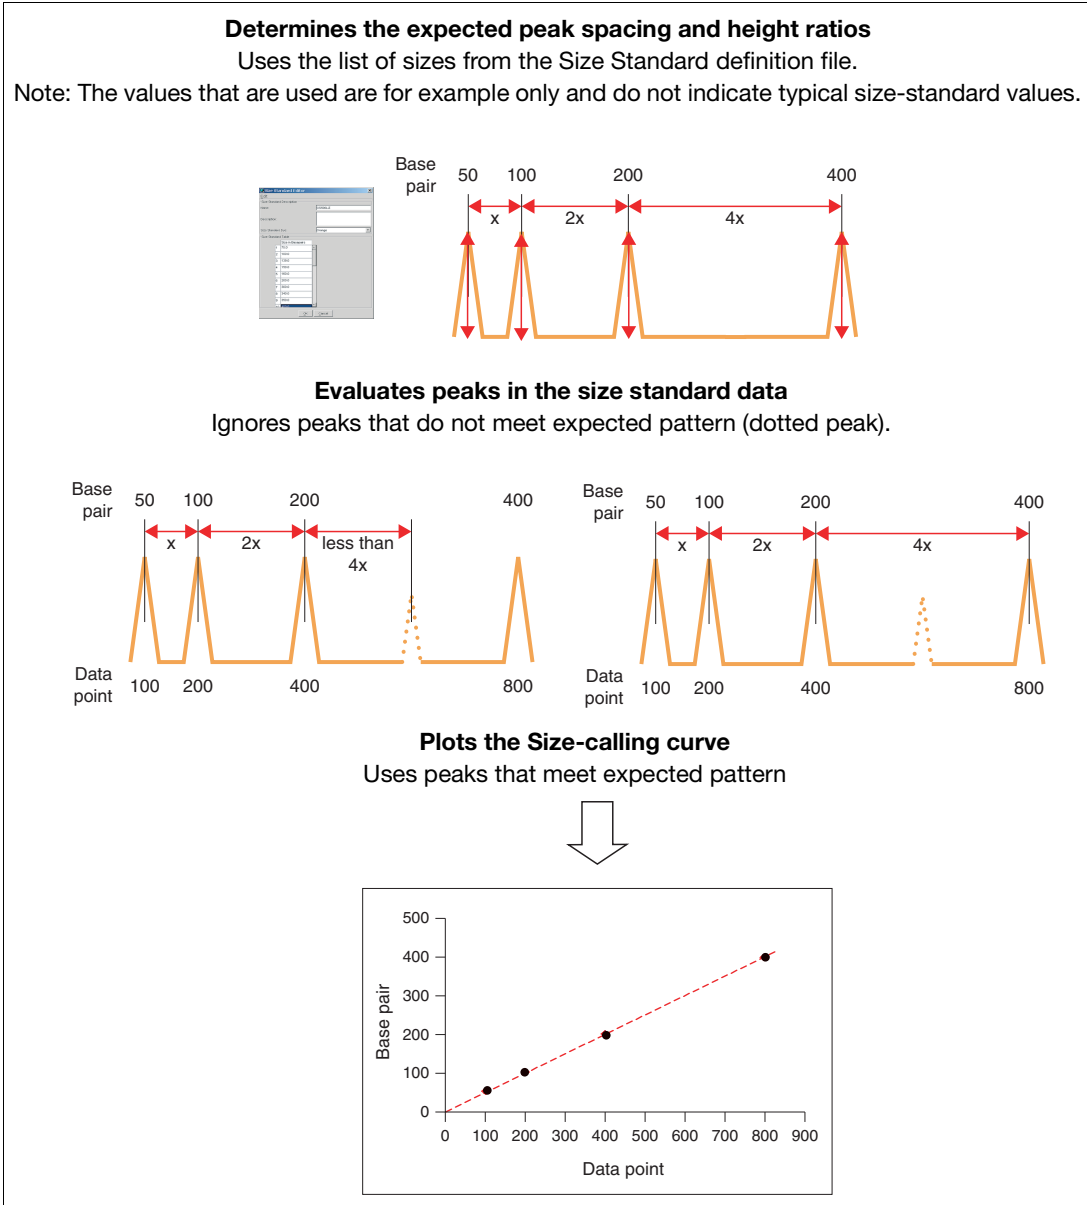 Determines the expected peak spacing and height ratios
Uses the list of sizes from the Size Standard definition file.
Note: The values that are used are for example only and do not indicate typical size-standard values.
Base
pair
50 100 200 400
x 2x 4x
Evaluates peaks in the size standard data
Ignores peaks that do not meet expected pattern (dotted peak).
Base
pair
50 100 200 400
x 2x less than
4x
Data
point
100 200 400 800
Base
pair
50 100 200 400
x 2x 4x
Data
point
100 200 400 800
Plots the Size-calling curve
Uses peaks that meet expected pattern
500
400
300
200
100
0
Base pair
0 100 200 300 400 500 600 700 800 900
Data point